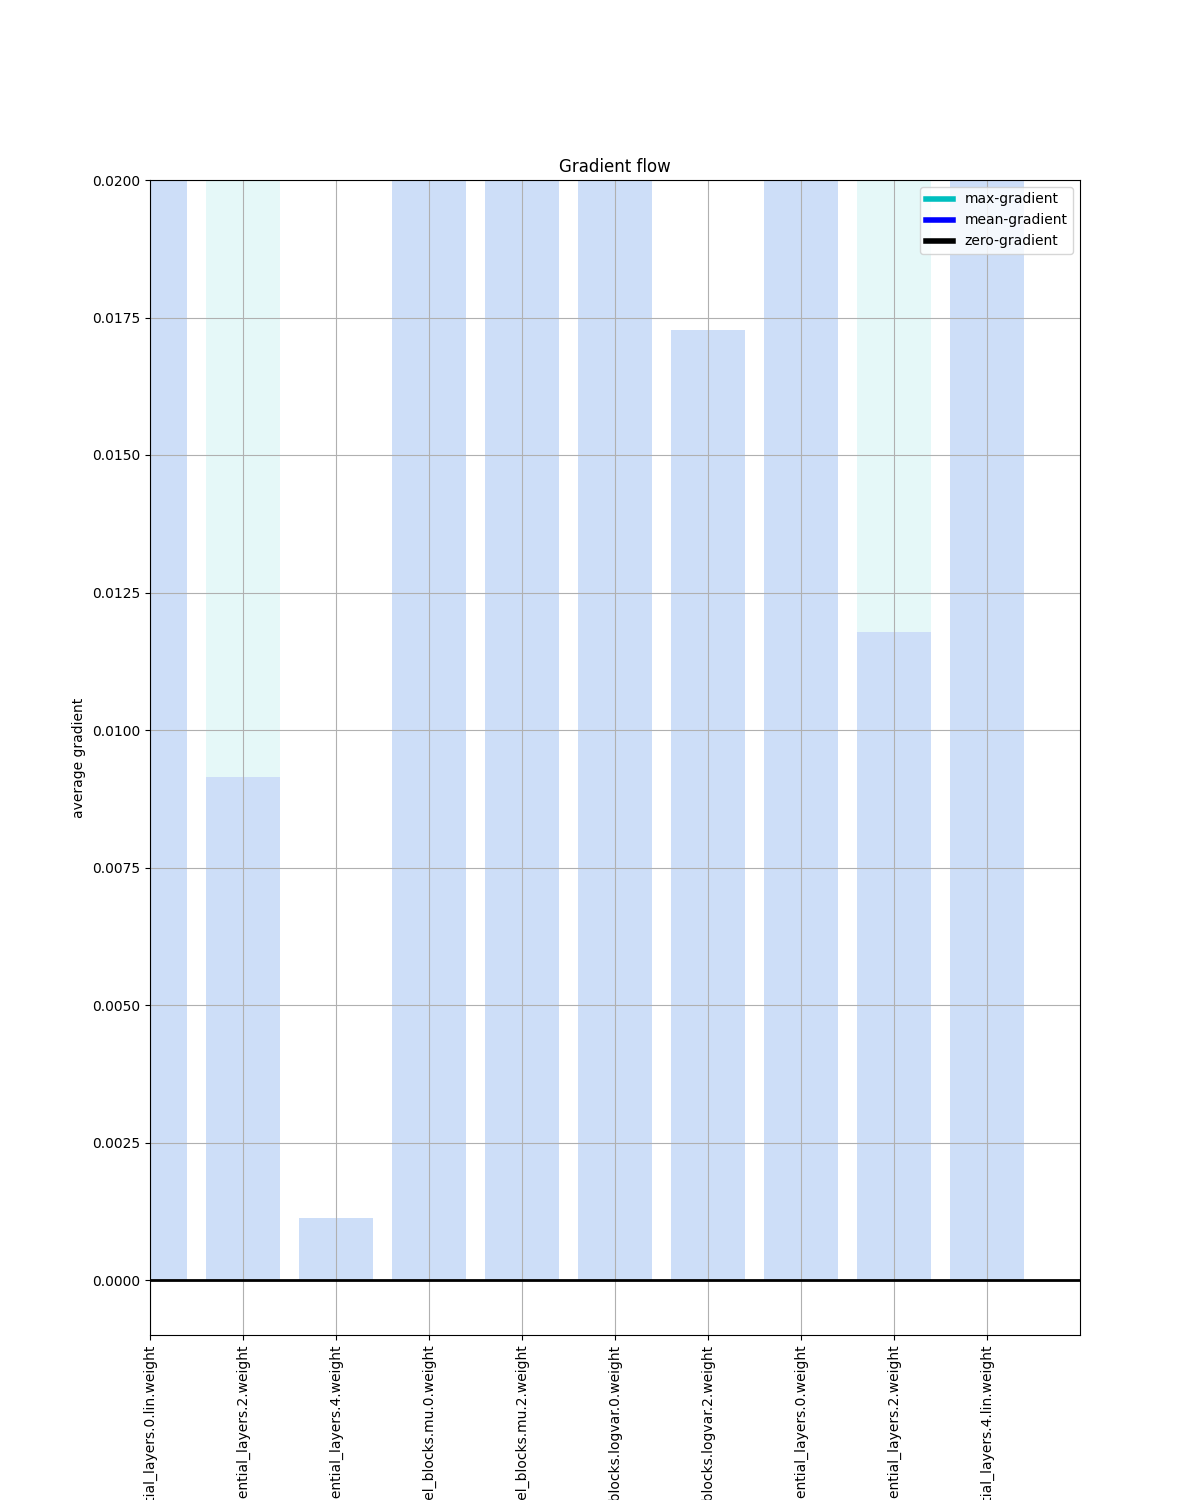 Gradient flow
max-gradient
mean-gradient
zero-gradient
0.0200
0.0175
0.0150
0.0125
0.0100
0.0075
0.0050
0.0025
0.0000
average gradient
tial_layers.0.lin.weight
ential_layers.2.weight
ential_layers.4.weight
el_blocks.mu.0.weight
el_blocks.mu.2.weight
blocks.logvar.0.weight
blocks.logvar.2.weight
ential_layers.0.weight
ential_layers.2.weight
tial_layers.4.lin.weight